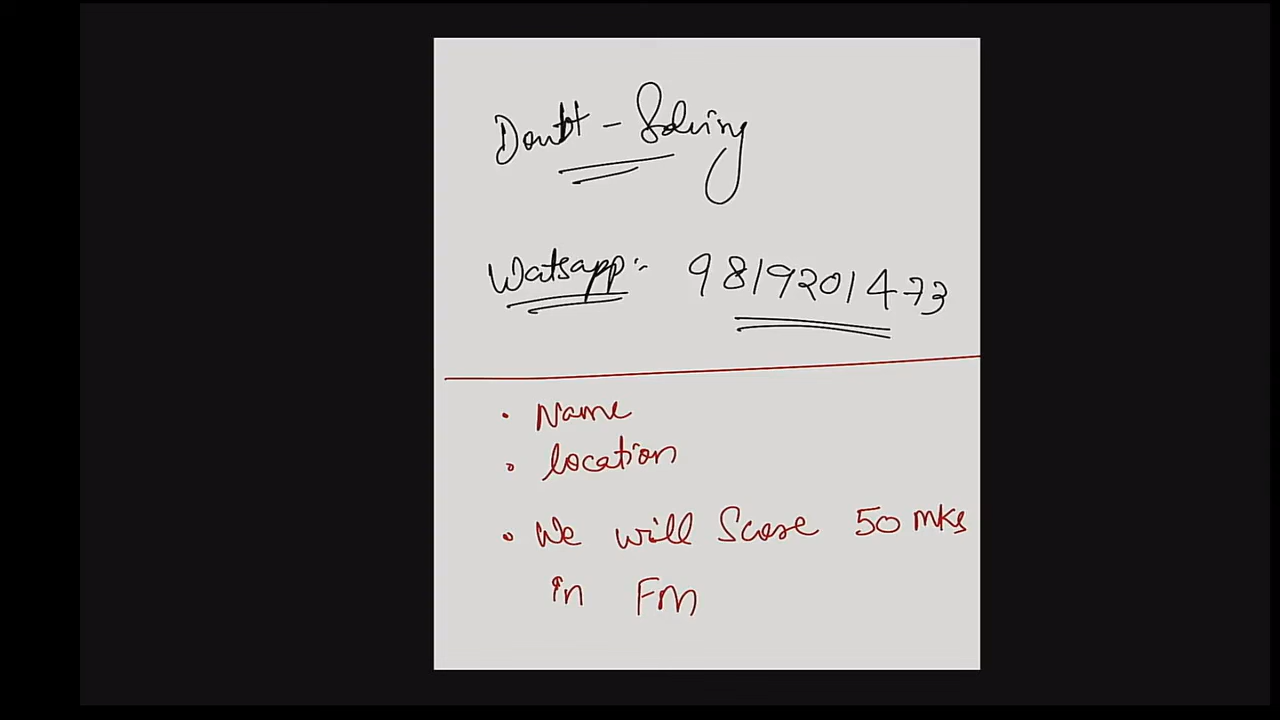 Doubt - Solving
Watsapp:- 9819201473
• Name
• location
• We will Score 50 mks
in FM